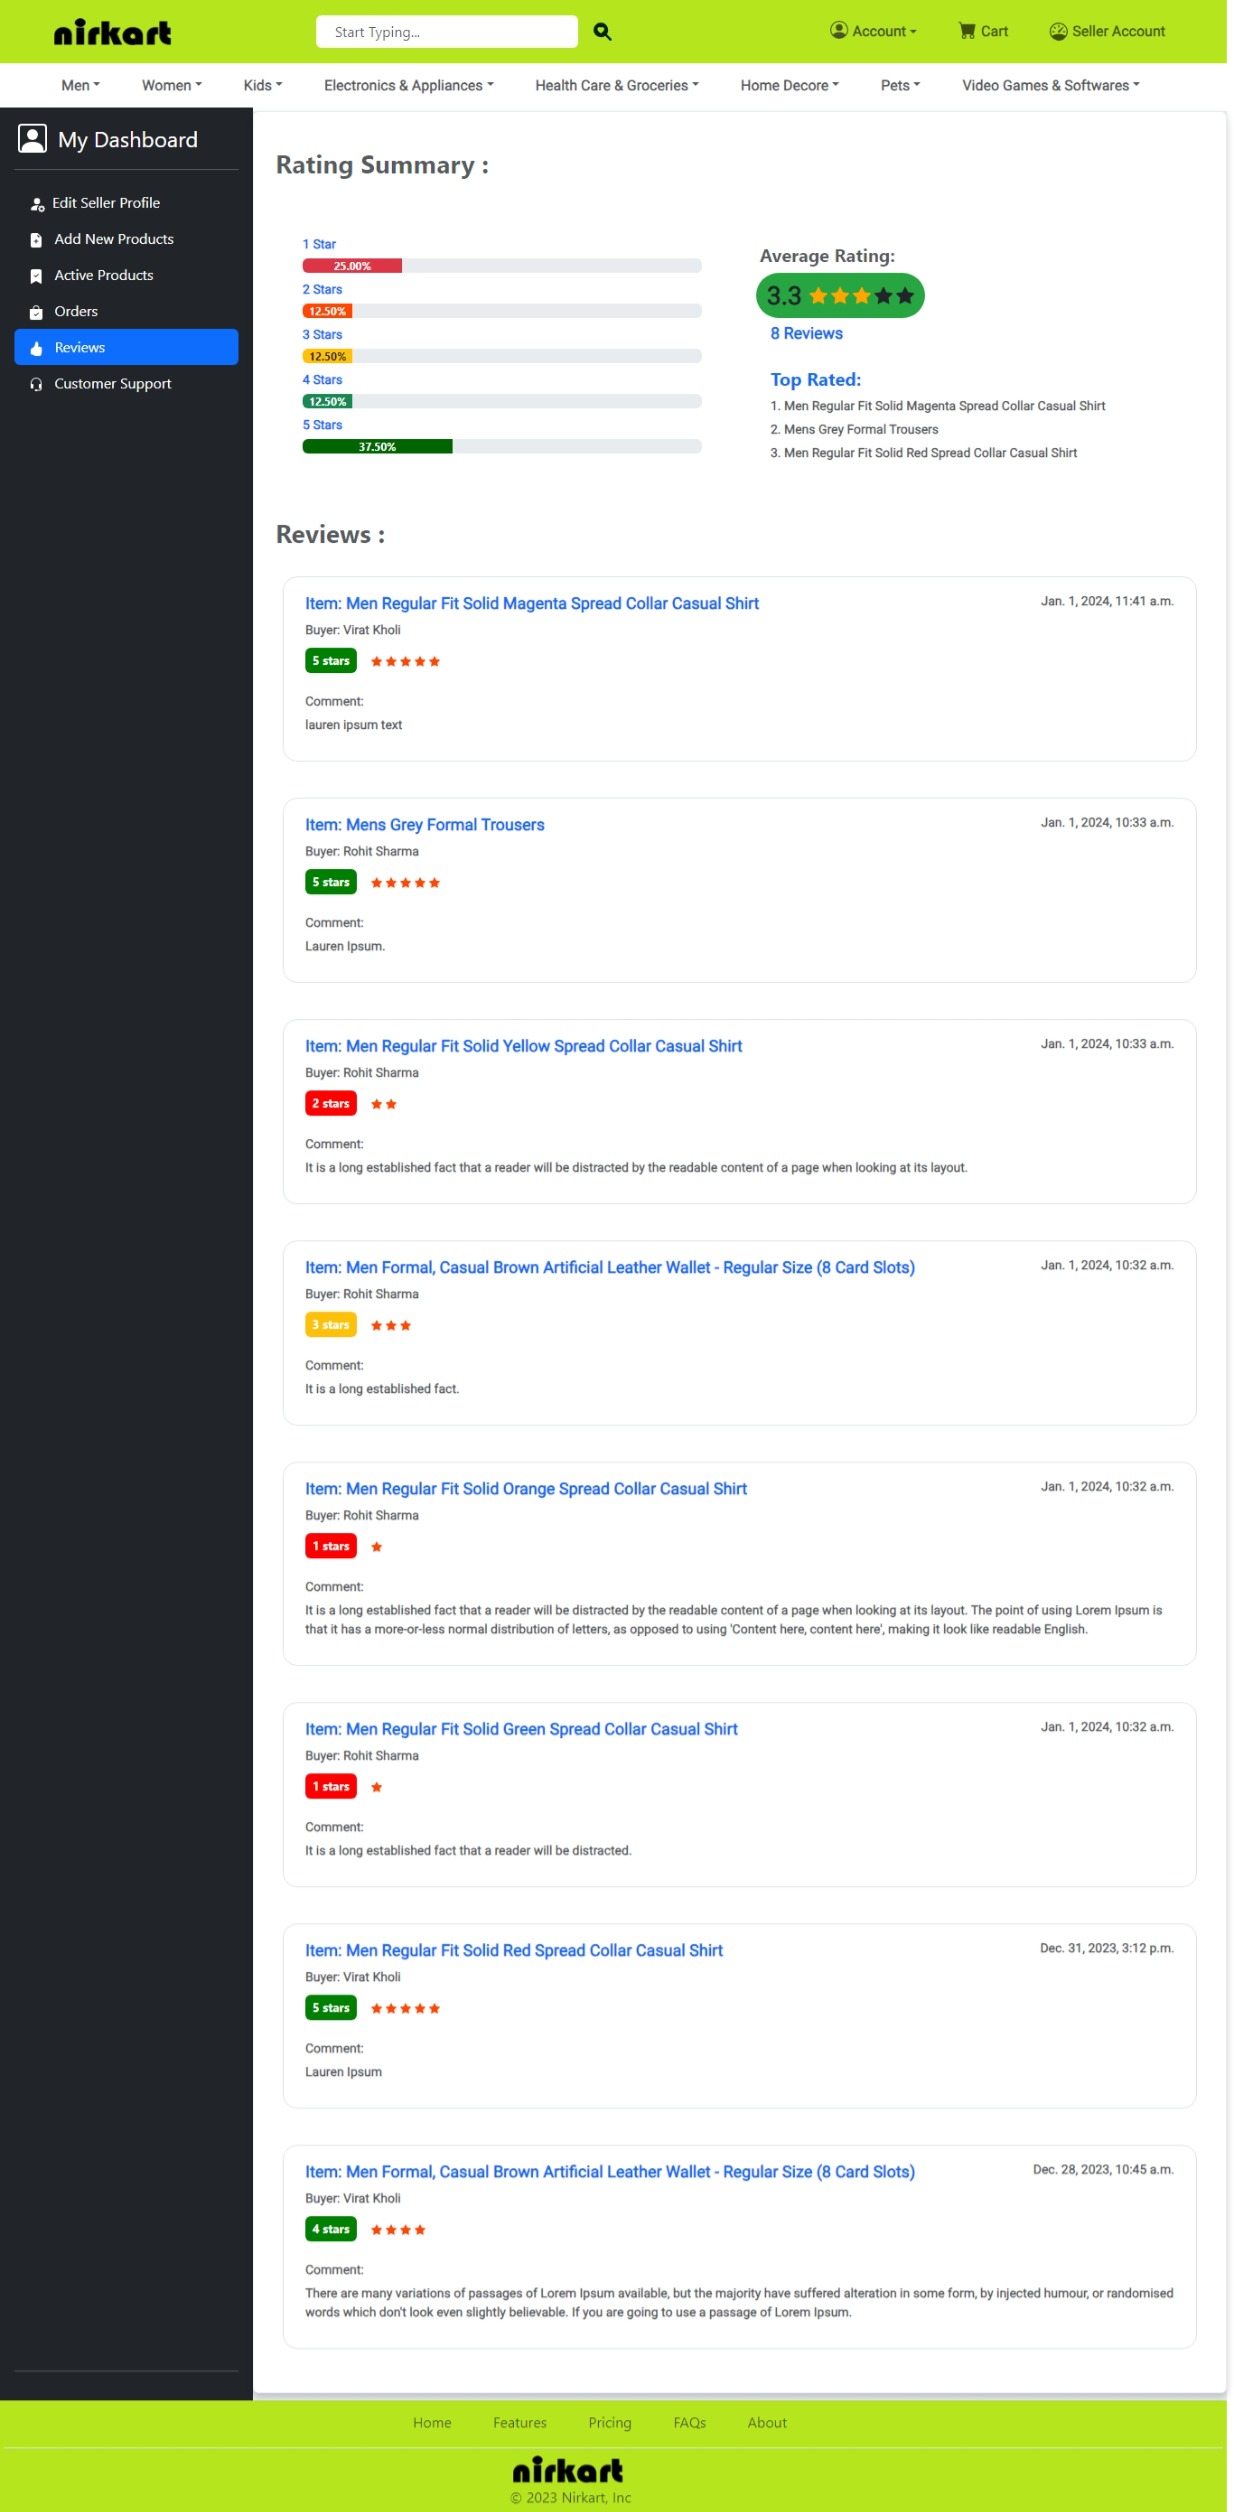 nirkart
Start Typing...
Account
Cart
Seller Account
Men
Women
Kids
Electronics & Appliances
Health Care & Groceries
Home Decore
Pets
Video Games & Softwares
My Dashboard
Edit Seller Profile
Add New Products
Active Products
Orders
Reviews
Customer Support
Rating Summary :
1 Star
25.00%
2 Stars
12.50%
3 Stars
12.50%
4 Stars
12.50%
5 Stars
37.50%
Average Rating:
3.3
8 Reviews
Top Rated:
1. Men Regular Fit Solid Magenta Spread Collar Casual Shirt
2. Mens Grey Formal Trousers
3. Men Regular Fit Solid Red Spread Collar Casual Shirt
Reviews :
Item: Men Regular Fit Solid Magenta Spread Collar Casual Shirt
Jan. 1, 2024, 11:41 a.m.
Buyer: Virat Kholi
5 stars
Comment:
lauren ipsum text
Item: Mens Grey Formal Trousers
Jan. 1, 2024, 10:33 a.m.
Buyer: Rohit Sharma
5 stars
Comment:
Lauren Ipsum.
Item: Men Regular Fit Solid Yellow Spread Collar Casual Shirt
Jan. 1, 2024, 10:33 a.m.
Buyer: Rohit Sharma
2 stars
Comment:
It is a long established fact that a reader will be distracted by the readable content of a page when looking at its layout.
Item: Men Formal, Casual Brown Artificial Leather Wallet - Regular Size (8 Card Slots)
Jan. 1, 2024, 10:32 a.m.
Buyer: Rohit Sharma
3 stars
Comment:
It is a long established fact.
Item: Men Regular Fit Solid Orange Spread Collar Casual Shirt
Jan. 1, 2024, 10:32 a.m.
Buyer: Rohit Sharma
1 stars
Comment:
It is a long established fact that a reader will be distracted by the readable content of a page when looking at its layout. The point of using Lorem Ipsum is
that it has a more-or-less normal distribution of letters, as opposed to using 'Content here, content here', making it look like readable English.
Item: Men Regular Fit Solid Green Spread Collar Casual Shirt
Jan. 1, 2024, 10:32 a.m.
Buyer: Rohit Sharma
1 stars
Comment:
It is a long established fact that a reader will be distracted.
Item: Men Regular Fit Solid Red Spread Collar Casual Shirt
Dec. 31, 2023, 3:12 p.m.
Buyer: Virat Kholi
5 stars
Comment:
Lauren Ipsum
Item: Men Formal, Casual Brown Artificial Leather Wallet - Regular Size (8 Card Slots)
Dec. 28, 2023, 10:45 a.m.
Buyer: Virat Kholi
4 stars
Comment:
There are many variations of passages of Lorem Ipsum available, but the majority have suffered alteration in some form, by injected humour, or randomised
words which don't look even slightly believable. If you are going to use a passage of Lorem Ipsum.
Home
Features
Pricing
FAQs
About
nirkart
© 2023 Nirkart, Inc